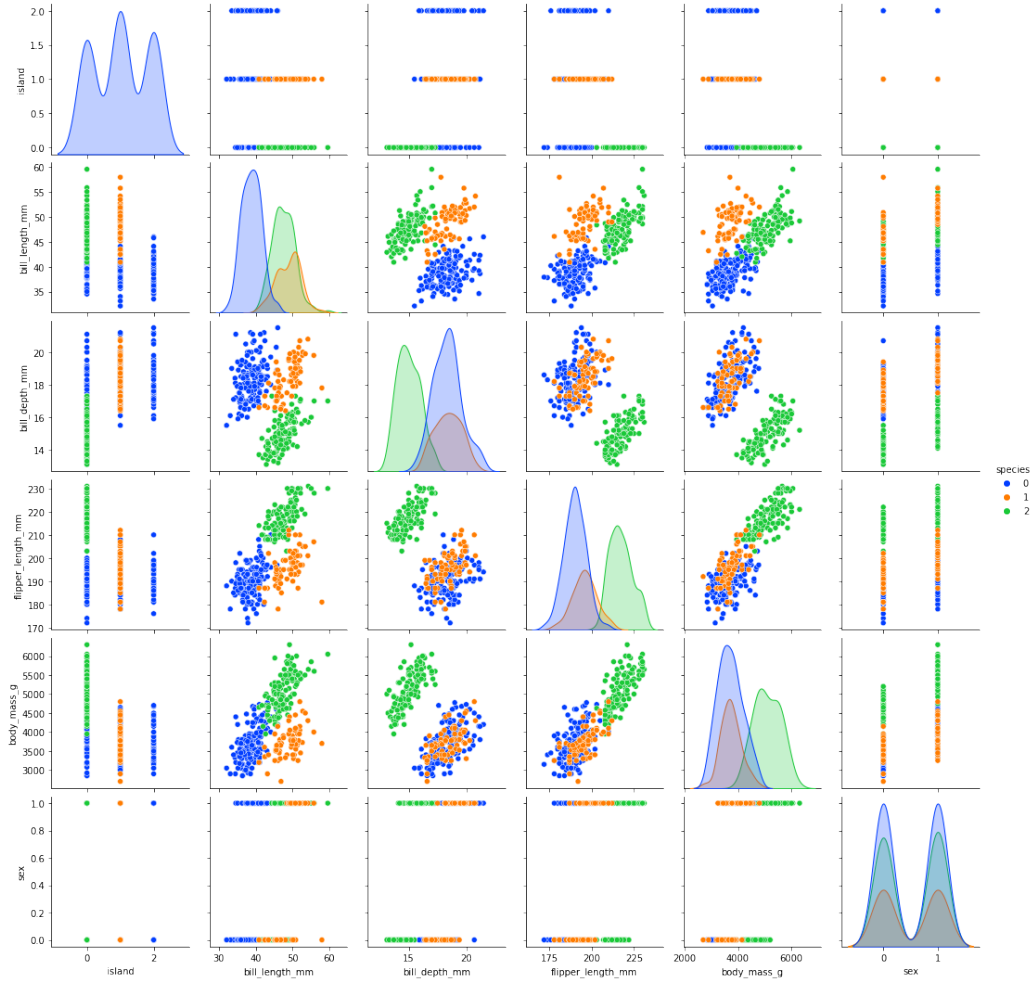 2.0
1.5
1.0
0.5
0.0
island
60
55
50
45
40
35
bill_length_mm
20
18
16
14
bill_depth_mm
230
220
210
200
190
180
170
flipper_length_mm
6000
5500
5000
4500
4000
3500
3000
body_mass_g
1.0
0.8
0.6
0.4
0.2
0.0
sex
0 1 2
island
30 40 50 60
bill_length_mm
15 20
bill_depth_mm
175 200 225
flipper_length_mm
2000 4000 6000
body_mass_g
0 1
sex
species
0
1
2